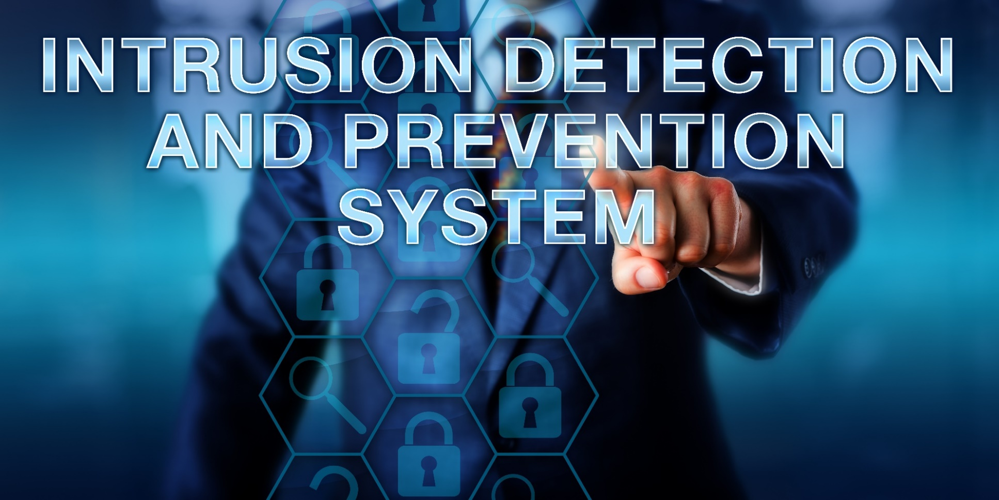 INTRUSION DETECTION
AND PREVENTION
SYSTEM